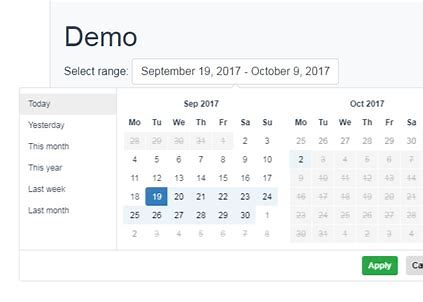 Demo
Select range: September 19, 2017 - October 9, 2017
Today
Yesterday
This month
This year
Last week
Last month
Sep 2017
Mo Tu We Th Fr Sa Su
28 29 30 31 1 2 3
4 5 6 7 8 9 10
11 12 13 14 15 16 17
18 19 20 21 22 23 24
25 26 27 28 29 30 1
2 3 4 5 6 7 8
Oct 2017
Mo Tu We Th Fr Sa
25 26 27 28 29 30
2 3 4 5 6 7
9 10 11 12 13 14
16 17 18 19 20 21
23 24 25 26 27 28
30 31 1 2 3 4
Apply
Ca